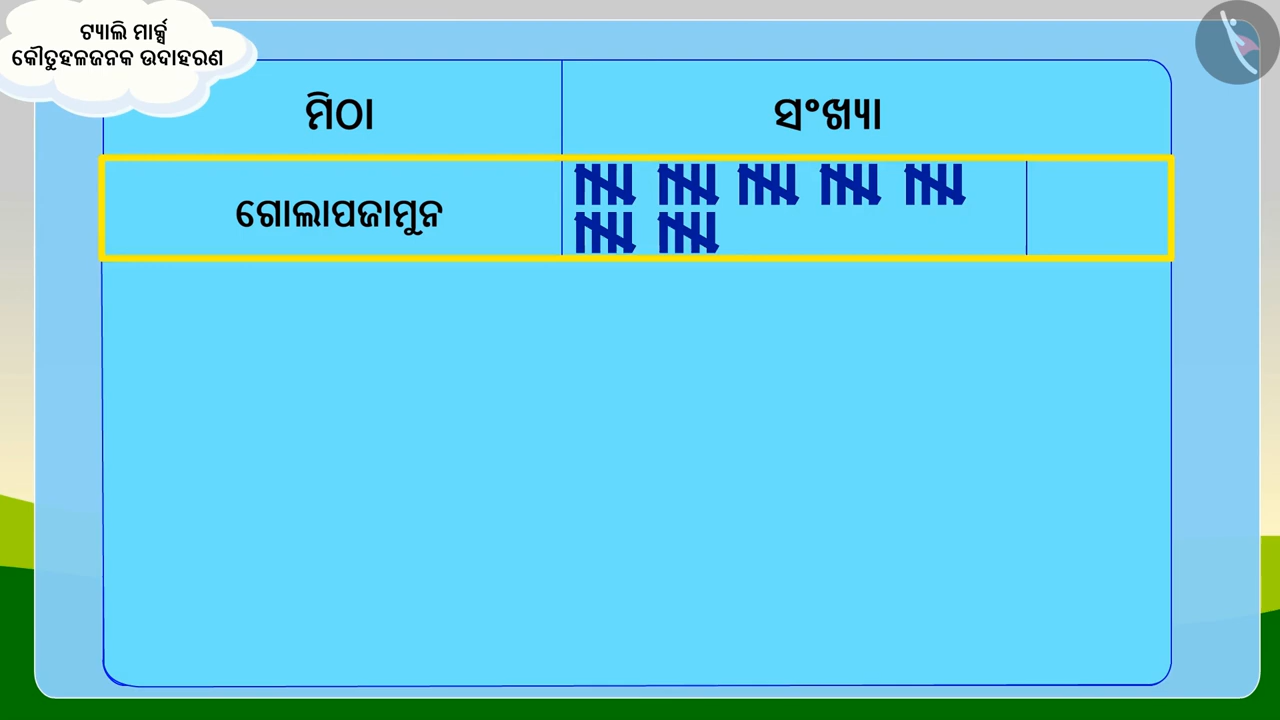 ଟ୍ୟାଲି ମାର୍କ୍ସ
କୌତୁହଳଜନକ ଉଦାହରଣ
ମିଠା
ସଂଖ୍ୟା
ଗୋଲାପଜାମୁନ